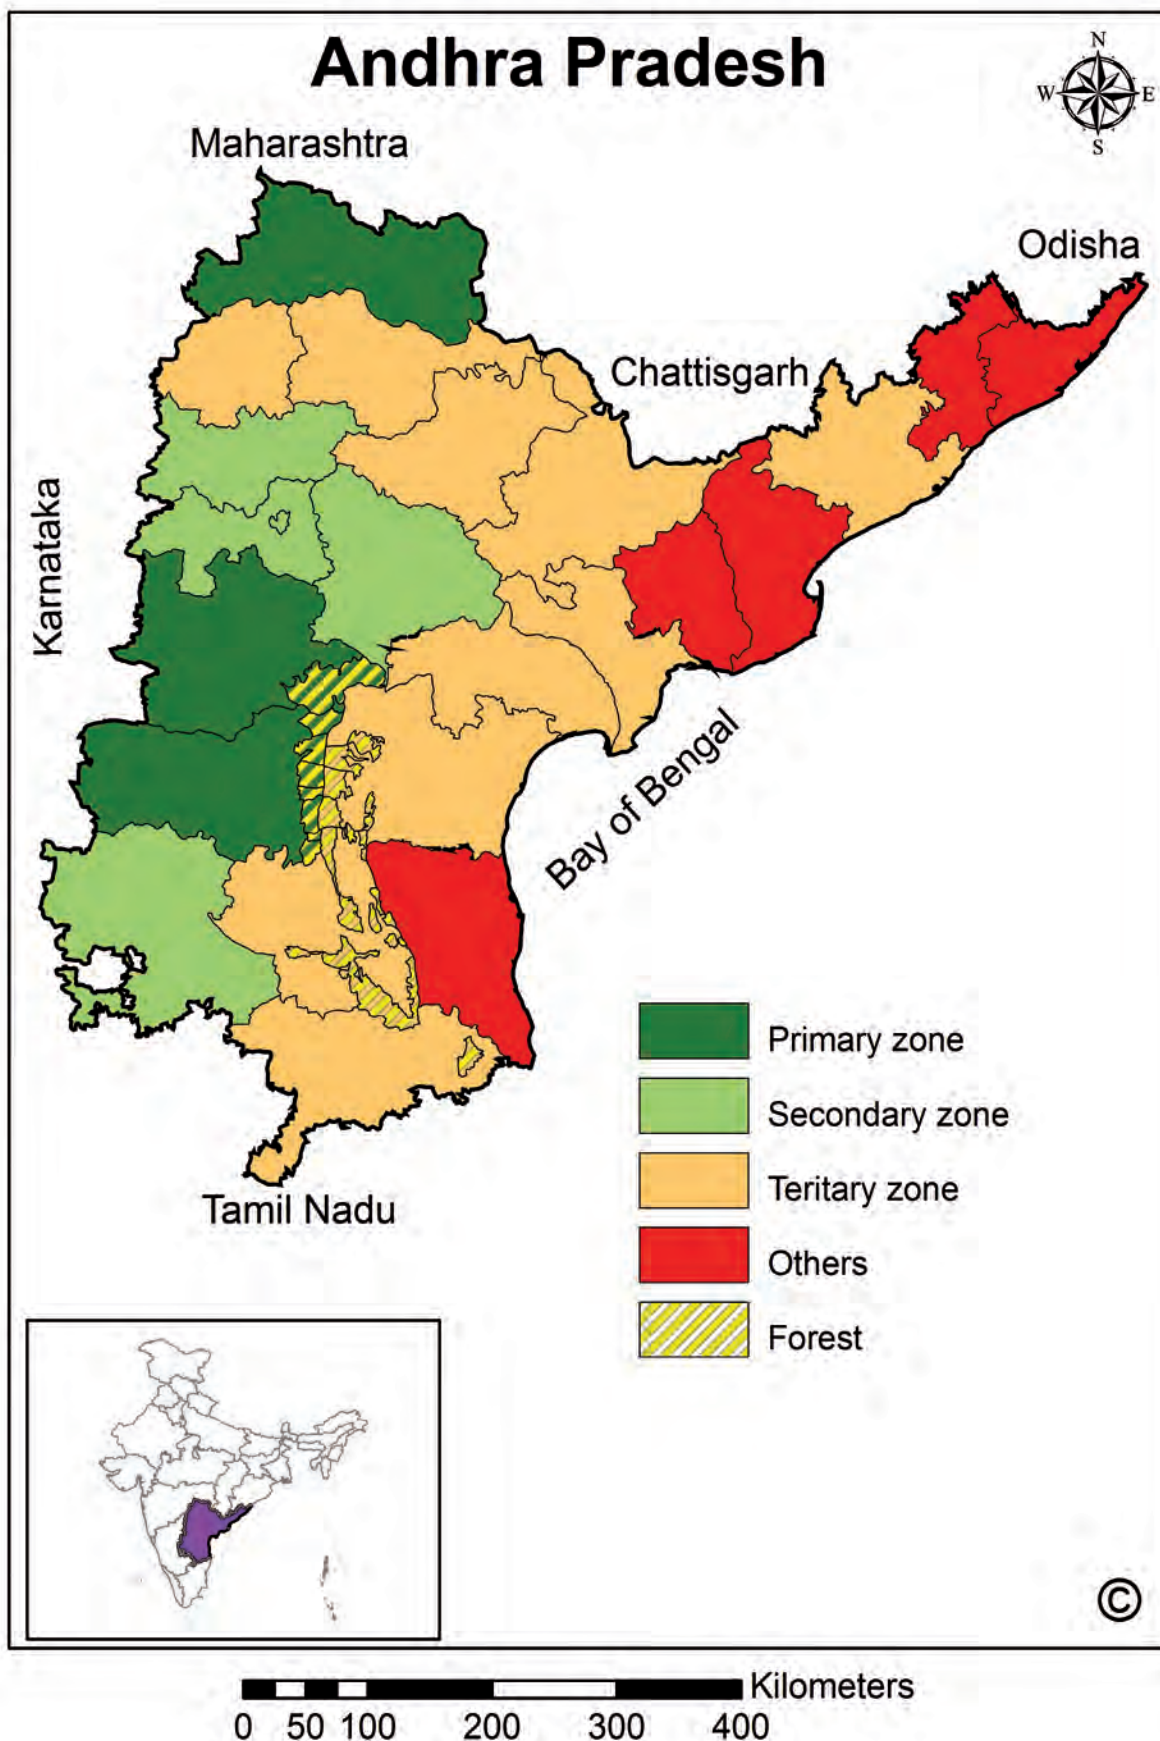 Andhra Pradesh
N
W
E
S
Maharashtra
Odisha
Chattisgarh
Karnataka
Bay of Bengal
Tamil Nadu
Primary zone
Secondary zone
Teritary zone
Others
Forest
©
Kilometers
0 50 100 200 300 400